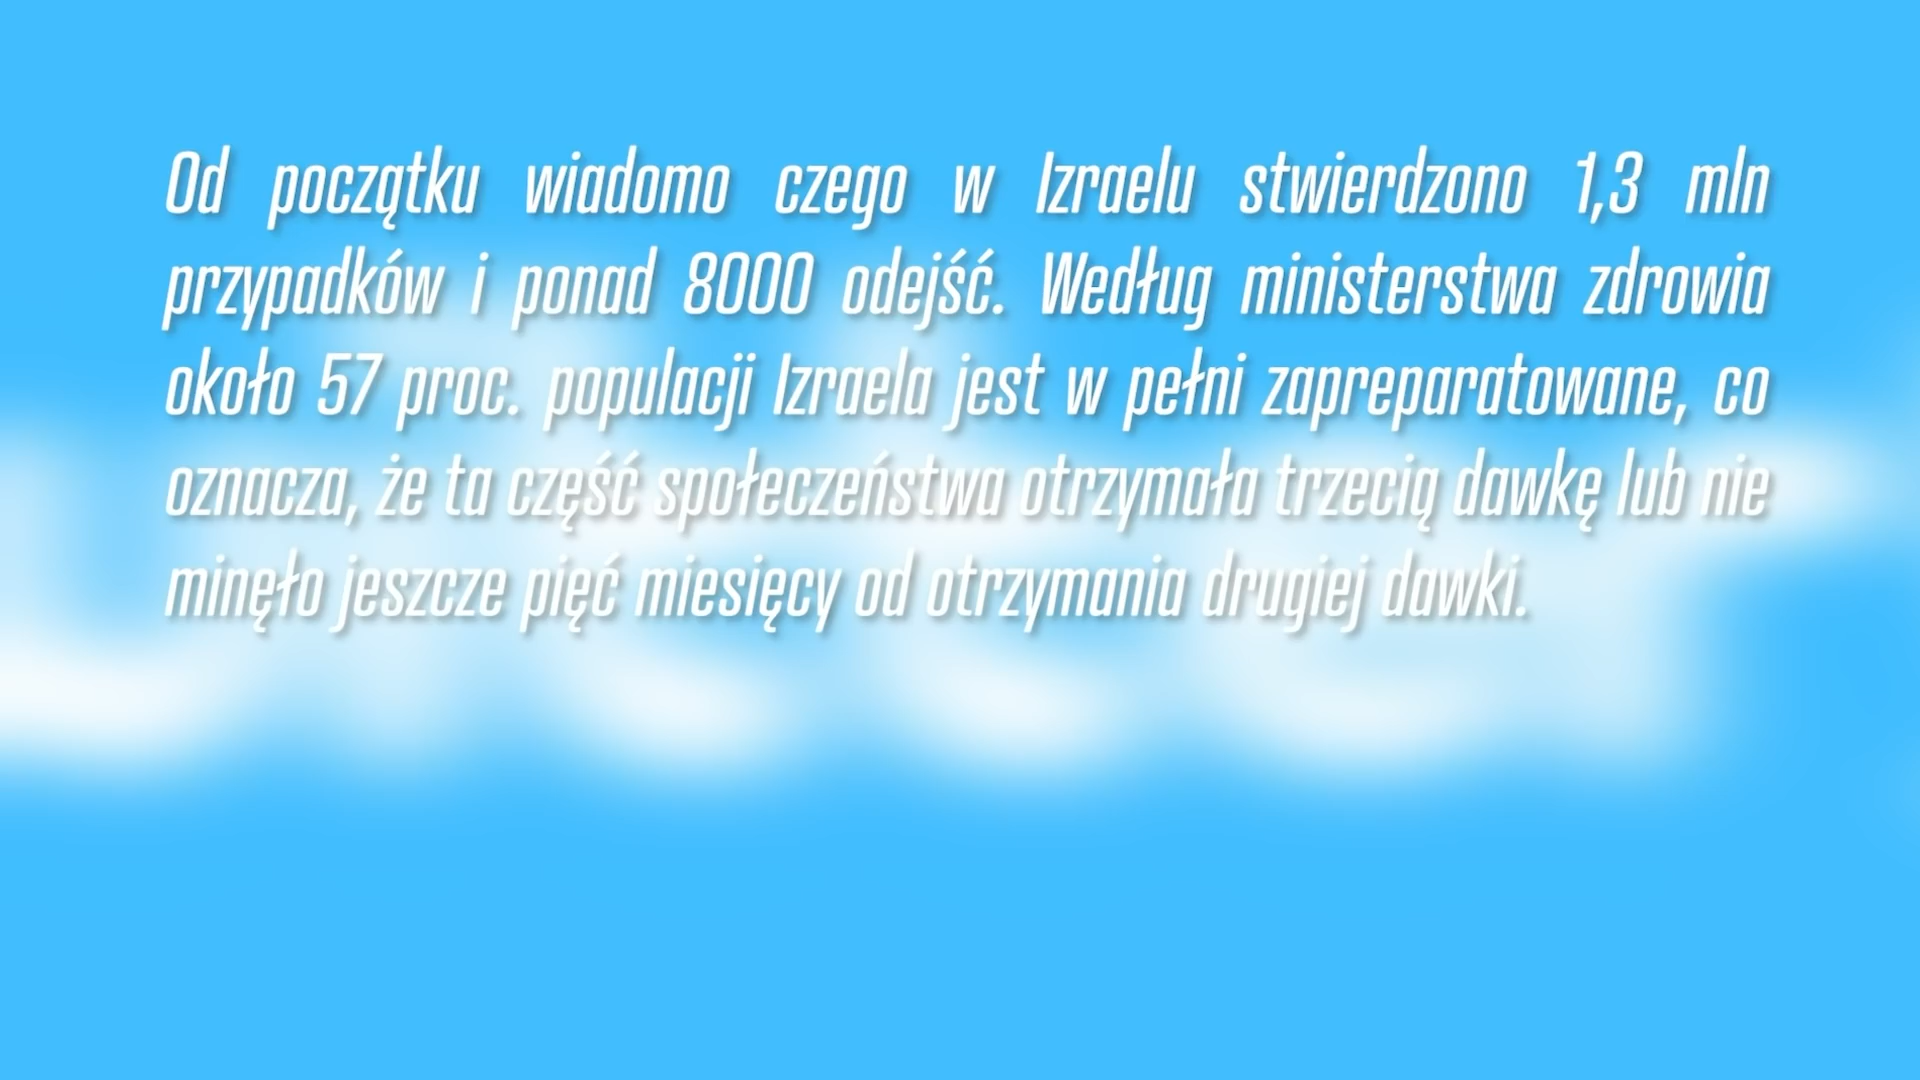 Od początku wiadomo czego w Izraelu stwierdzono 1,3 mln
przypadków i ponad 8000 odejść. Według ministerstwa zdrowia
około 57 proc. populacji Izraela jest w pełni zapreparatowane, co
oznacza, że ta część społeczeństwa otrzymała trzecią dawkę lub nie
minęło jeszcze pięć miesięcy od otrzymania drugiej dawki.